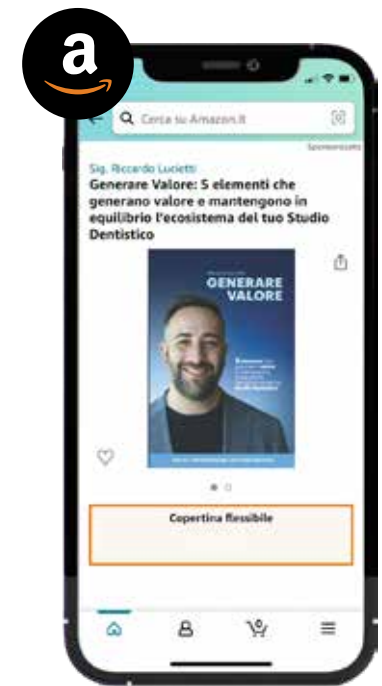 a
Cerca su Amazon.it
Sponsorizzato
Sig. Riccardo Lucietti
Generare Valore: 5 elementi che
generano valore e mantengono in
equilibrio l'ecosistema del tuo Studio
Dentistico
GENERARE
VALORE
Copertina flessibile
0